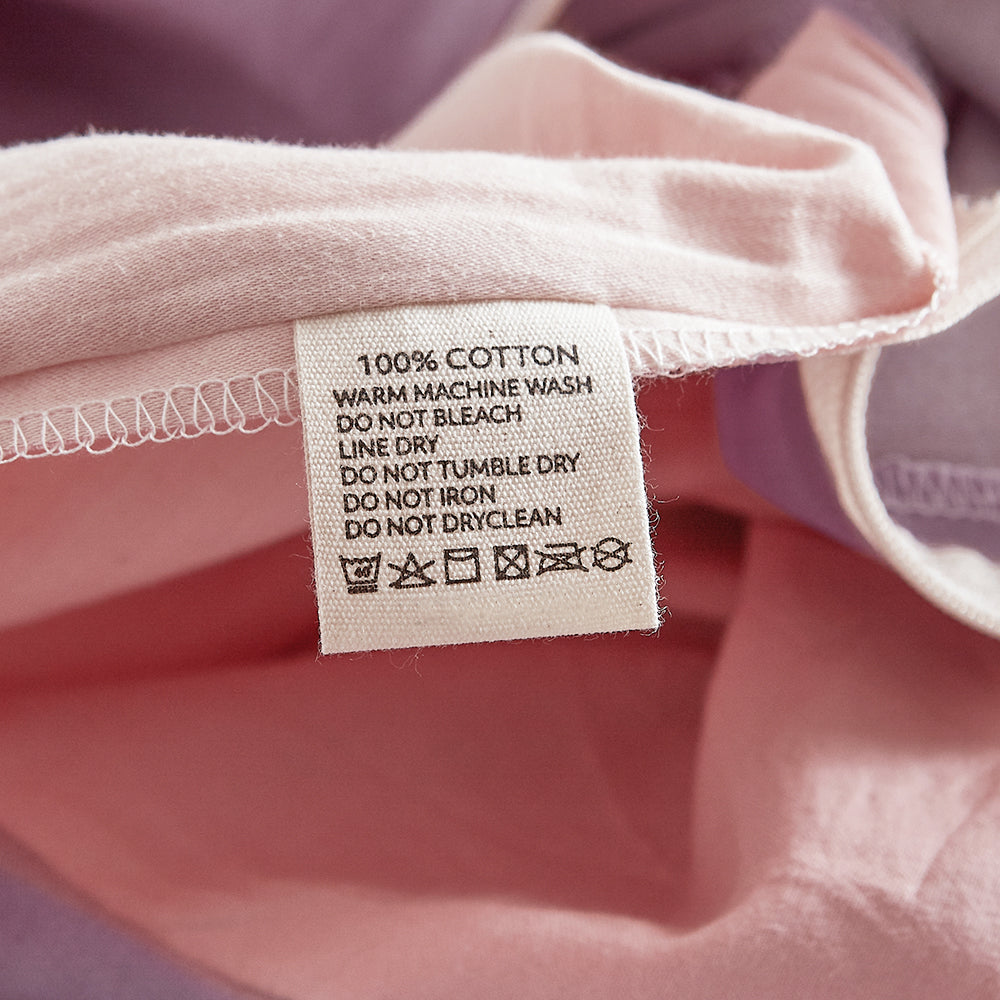 100% COTTON
WARM MACHINE WASH
DO NOT BLEACH
LINE DRY
DO NOT TUMBLE DRY
DO NOT IRON
DO NOT DRYCLEAN
40°